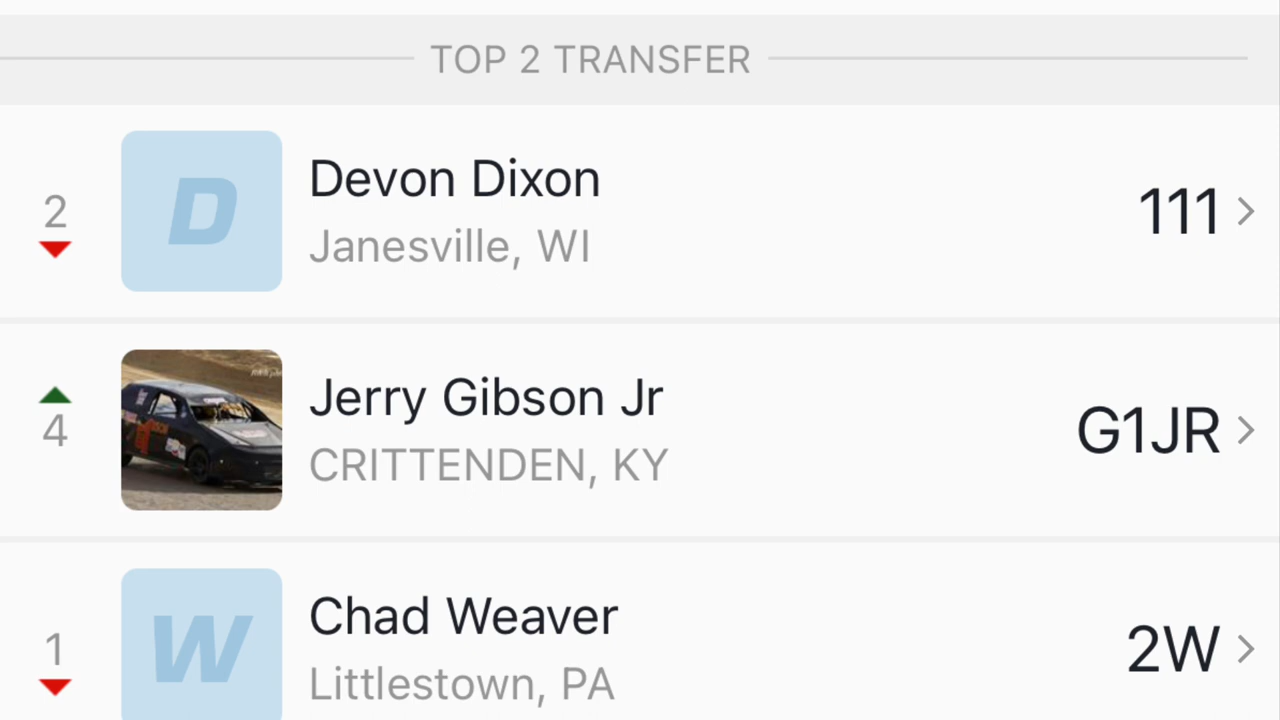 TOP 2 TRANSFER
2
D
Devon Dixon
Janesville, WI
111
4
Jerry Gibson Jr
CRITTENDEN, KY
G1JR
1
W
Chad Weaver
Littlestown, PA
2W